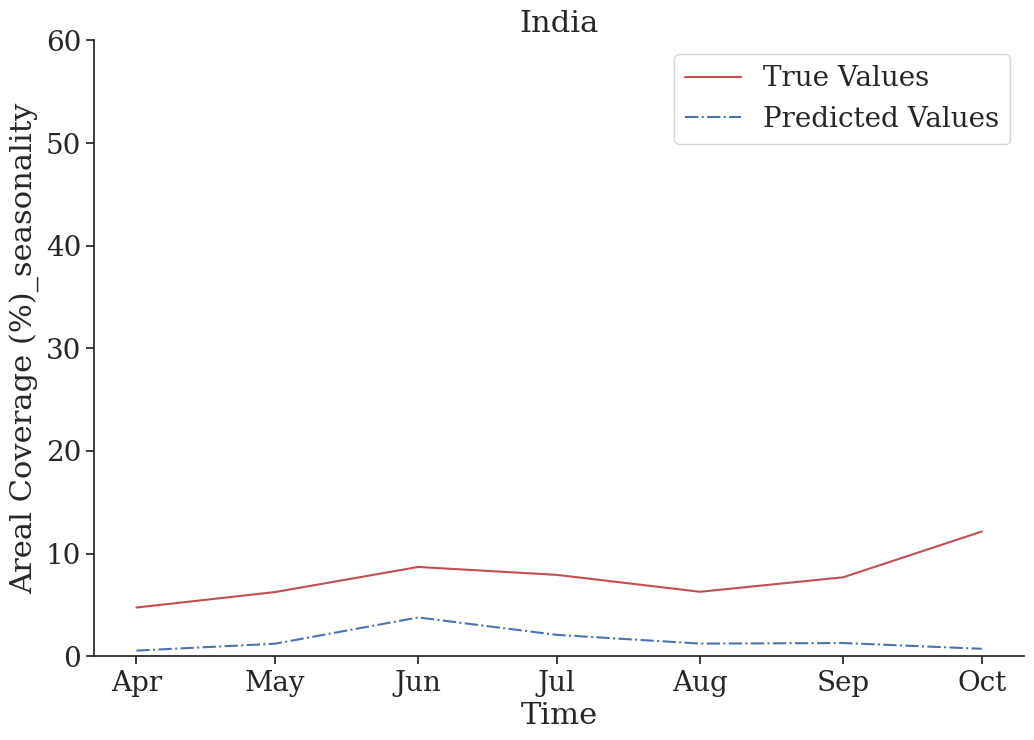 India
True Values
Predicted Values
Areal Coverage (%)_seasonality
60
50
40
30
20
10
0
Apr May Jun Jul Aug Sep Oct
Time